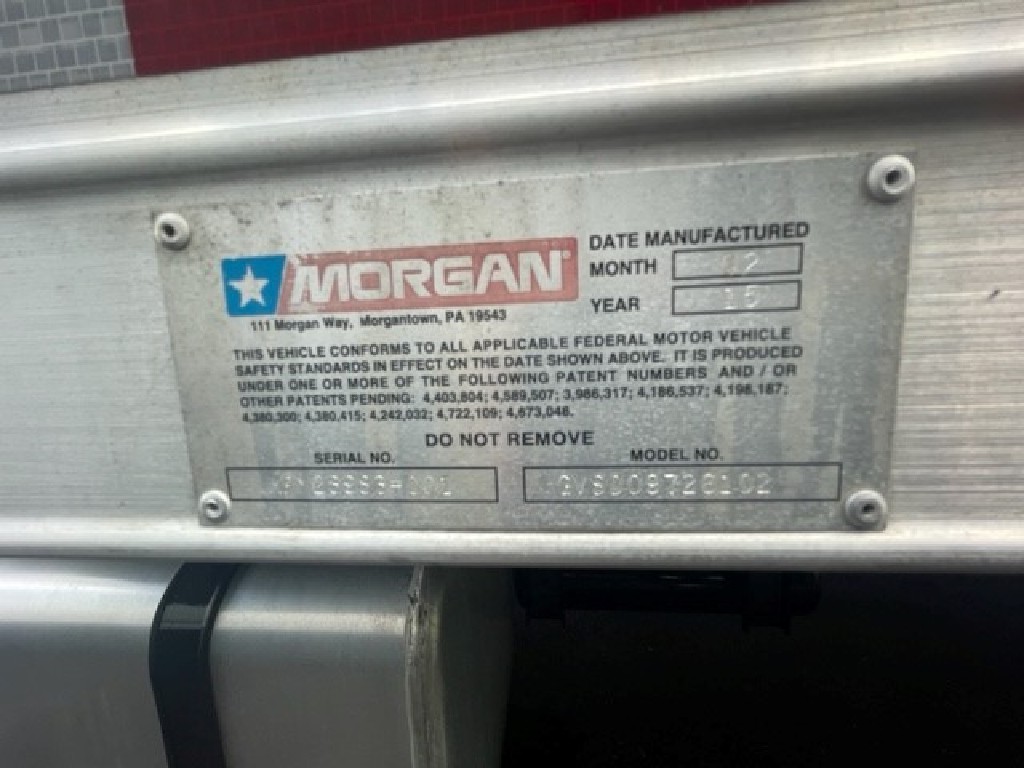 MORGAN®
111 Morgan Way, Morgantown, PA 19543
DATE MANUFACTURED
MONTH
YEAR 15
THIS VEHICLE CONFORMS TO ALL APPLICABLE FEDERAL MOTOR VEHICLE
SAFETY STANDARDS IN EFFECT ON THE DATE SHOWN ABOVE. IT IS PRODUCED
UNDER ONE OR MORE OF THE FOLLOWING PATENT NUMBERS AND / OR
OTHER PATENTS PENDING: 4,403,804; 4,589,507; 3,986,317; 4,186,537; 4,198,187;
4,380,300; 4,380,415; 4,242,032; 4,722,109; 4,673,048.
DO NOT REMOVE
SERIAL NO.
MODEL NO.